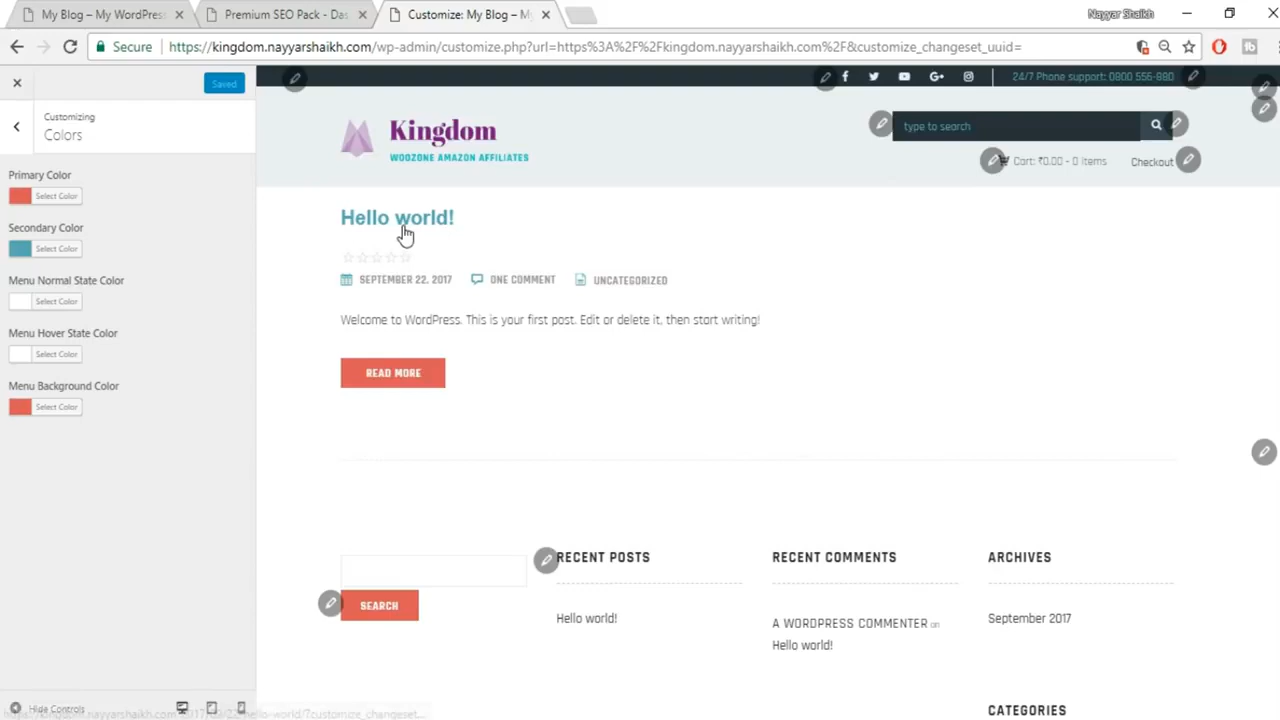 My Blog – My WordPress
Premium SEO Pack - Das
Customize: My Blog – M
Nayyar Shaikh
Secure
https://kingdom.nayyarshaikh.com/wp-admin/customize.php?url=https%3A%2F%2Fkingdom.nayyarshaikh.com%2F&customize_changeset_uuid=
Saved
24/7 Phone support: 0800 556-880
Customizing
Colors
Kingdom
WOOZONE AMAZON AFFILIATES
type to search
Cart: ₹0.00 - 0 Items
Checkout
Primary Color
Select Color
Secondary Color
Select Color
Menu Normal State Color
Select Color
Menu Hover State Color
Select Color
Menu Background Color
Select Color
Hello world!
SEPTEMBER 22, 2017
ONE COMMENT
UNCATEGORIZED
Welcome to WordPress. This is your first post. Edit or delete it, then start writing!
READ MORE
SEARCH
RECENT POSTS
Hello world!
RECENT COMMENTS
A WORDPRESS COMMENTER on
Hello world!
ARCHIVES
September 2017
CATEGORIES
Hide Controls